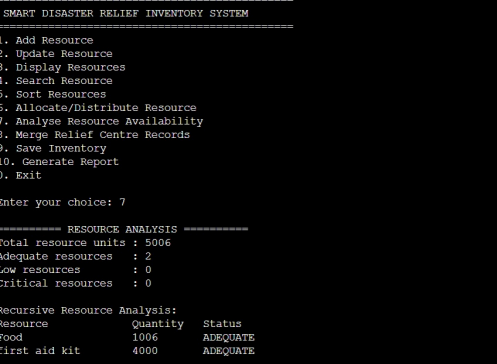 ==============================================
SMART DISASTER RELIEF INVENTORY SYSTEM
==============================================
1. Add Resource
2. Update Resource
3. Display Resources
4. Search Resource
5. Sort Resources
6. Allocate/Distribute Resource
7. Analyse Resource Availability
8. Merge Relief Centre Records
9. Save Inventory
10. Generate Report
0. Exit
Enter your choice: 7
========== RESOURCE ANALYSIS ==========
Total resource units : 5006
Adequate resources : 2
Low resources : 0
Critical resources : 0
Recursive Resource Analysis:
Resource Quantity Status
Food 1006 ADEQUATE
first aid kit 4000 ADEQUATE